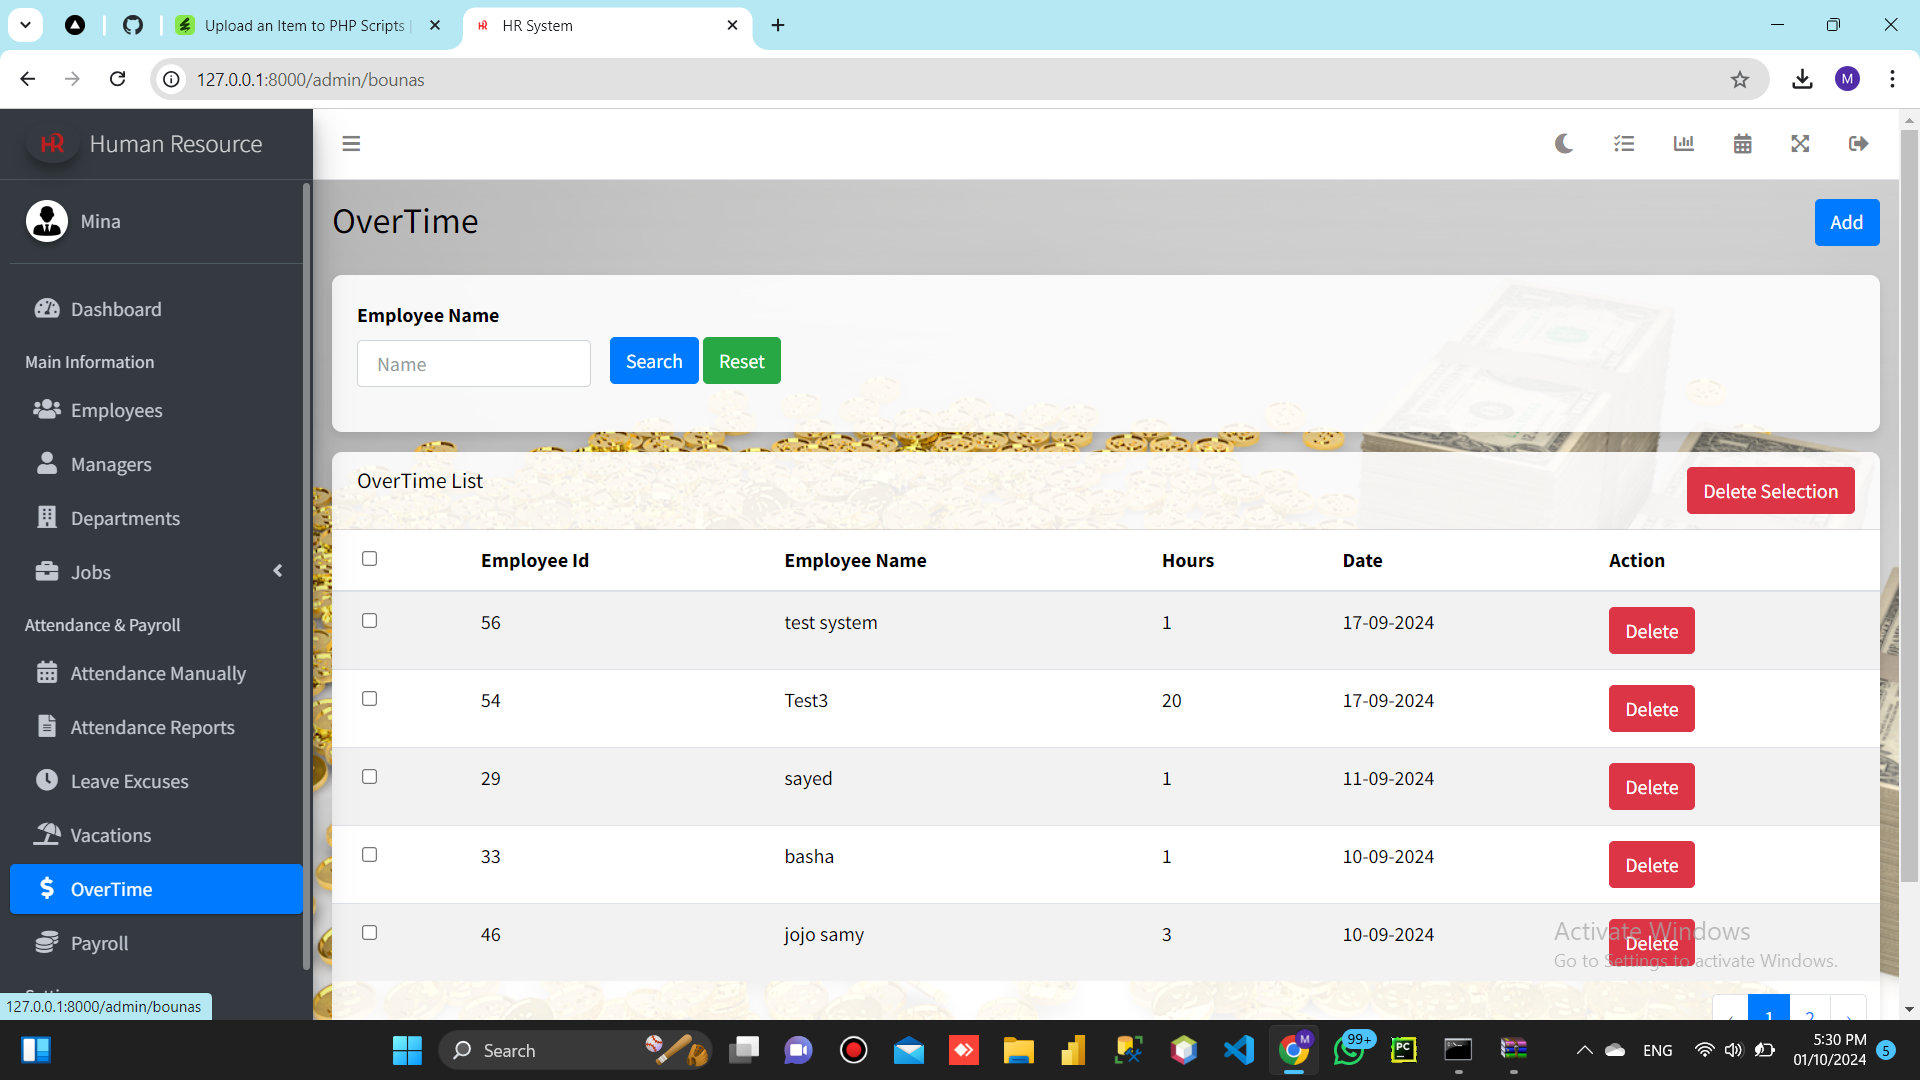 Upload an Item to PHP Scripts
HR System
127.0.0.1:8000/admin/bounas
M
HR Human Resource
Mina
Dashboard
Main Information
Employees
Managers
Departments
Jobs
Attendance & Payroll
Attendance Manually
Attendance Reports
Leave Excuses
Vacations
OverTime
Payroll
127.0.0.1:8000/admin/bounas
OverTime
Add
Employee Name
Name
Search
Reset
OverTime List
Delete Selection
Employee Id Employee Name Hours Date Action
56 test system 1 17-09-2024 Delete
54 Test3 20 17-09-2024 Delete
29 sayed 1 11-09-2024 Delete
33 basha 1 10-09-2024 Delete
46 jojo samy 3 10-09-2024 Delete
Activate Windows
Go to Settings to activate Windows.
‹ 1 2 ›
Search
M
99+
PC
ENG
5:30 PM
01/10/2024
5